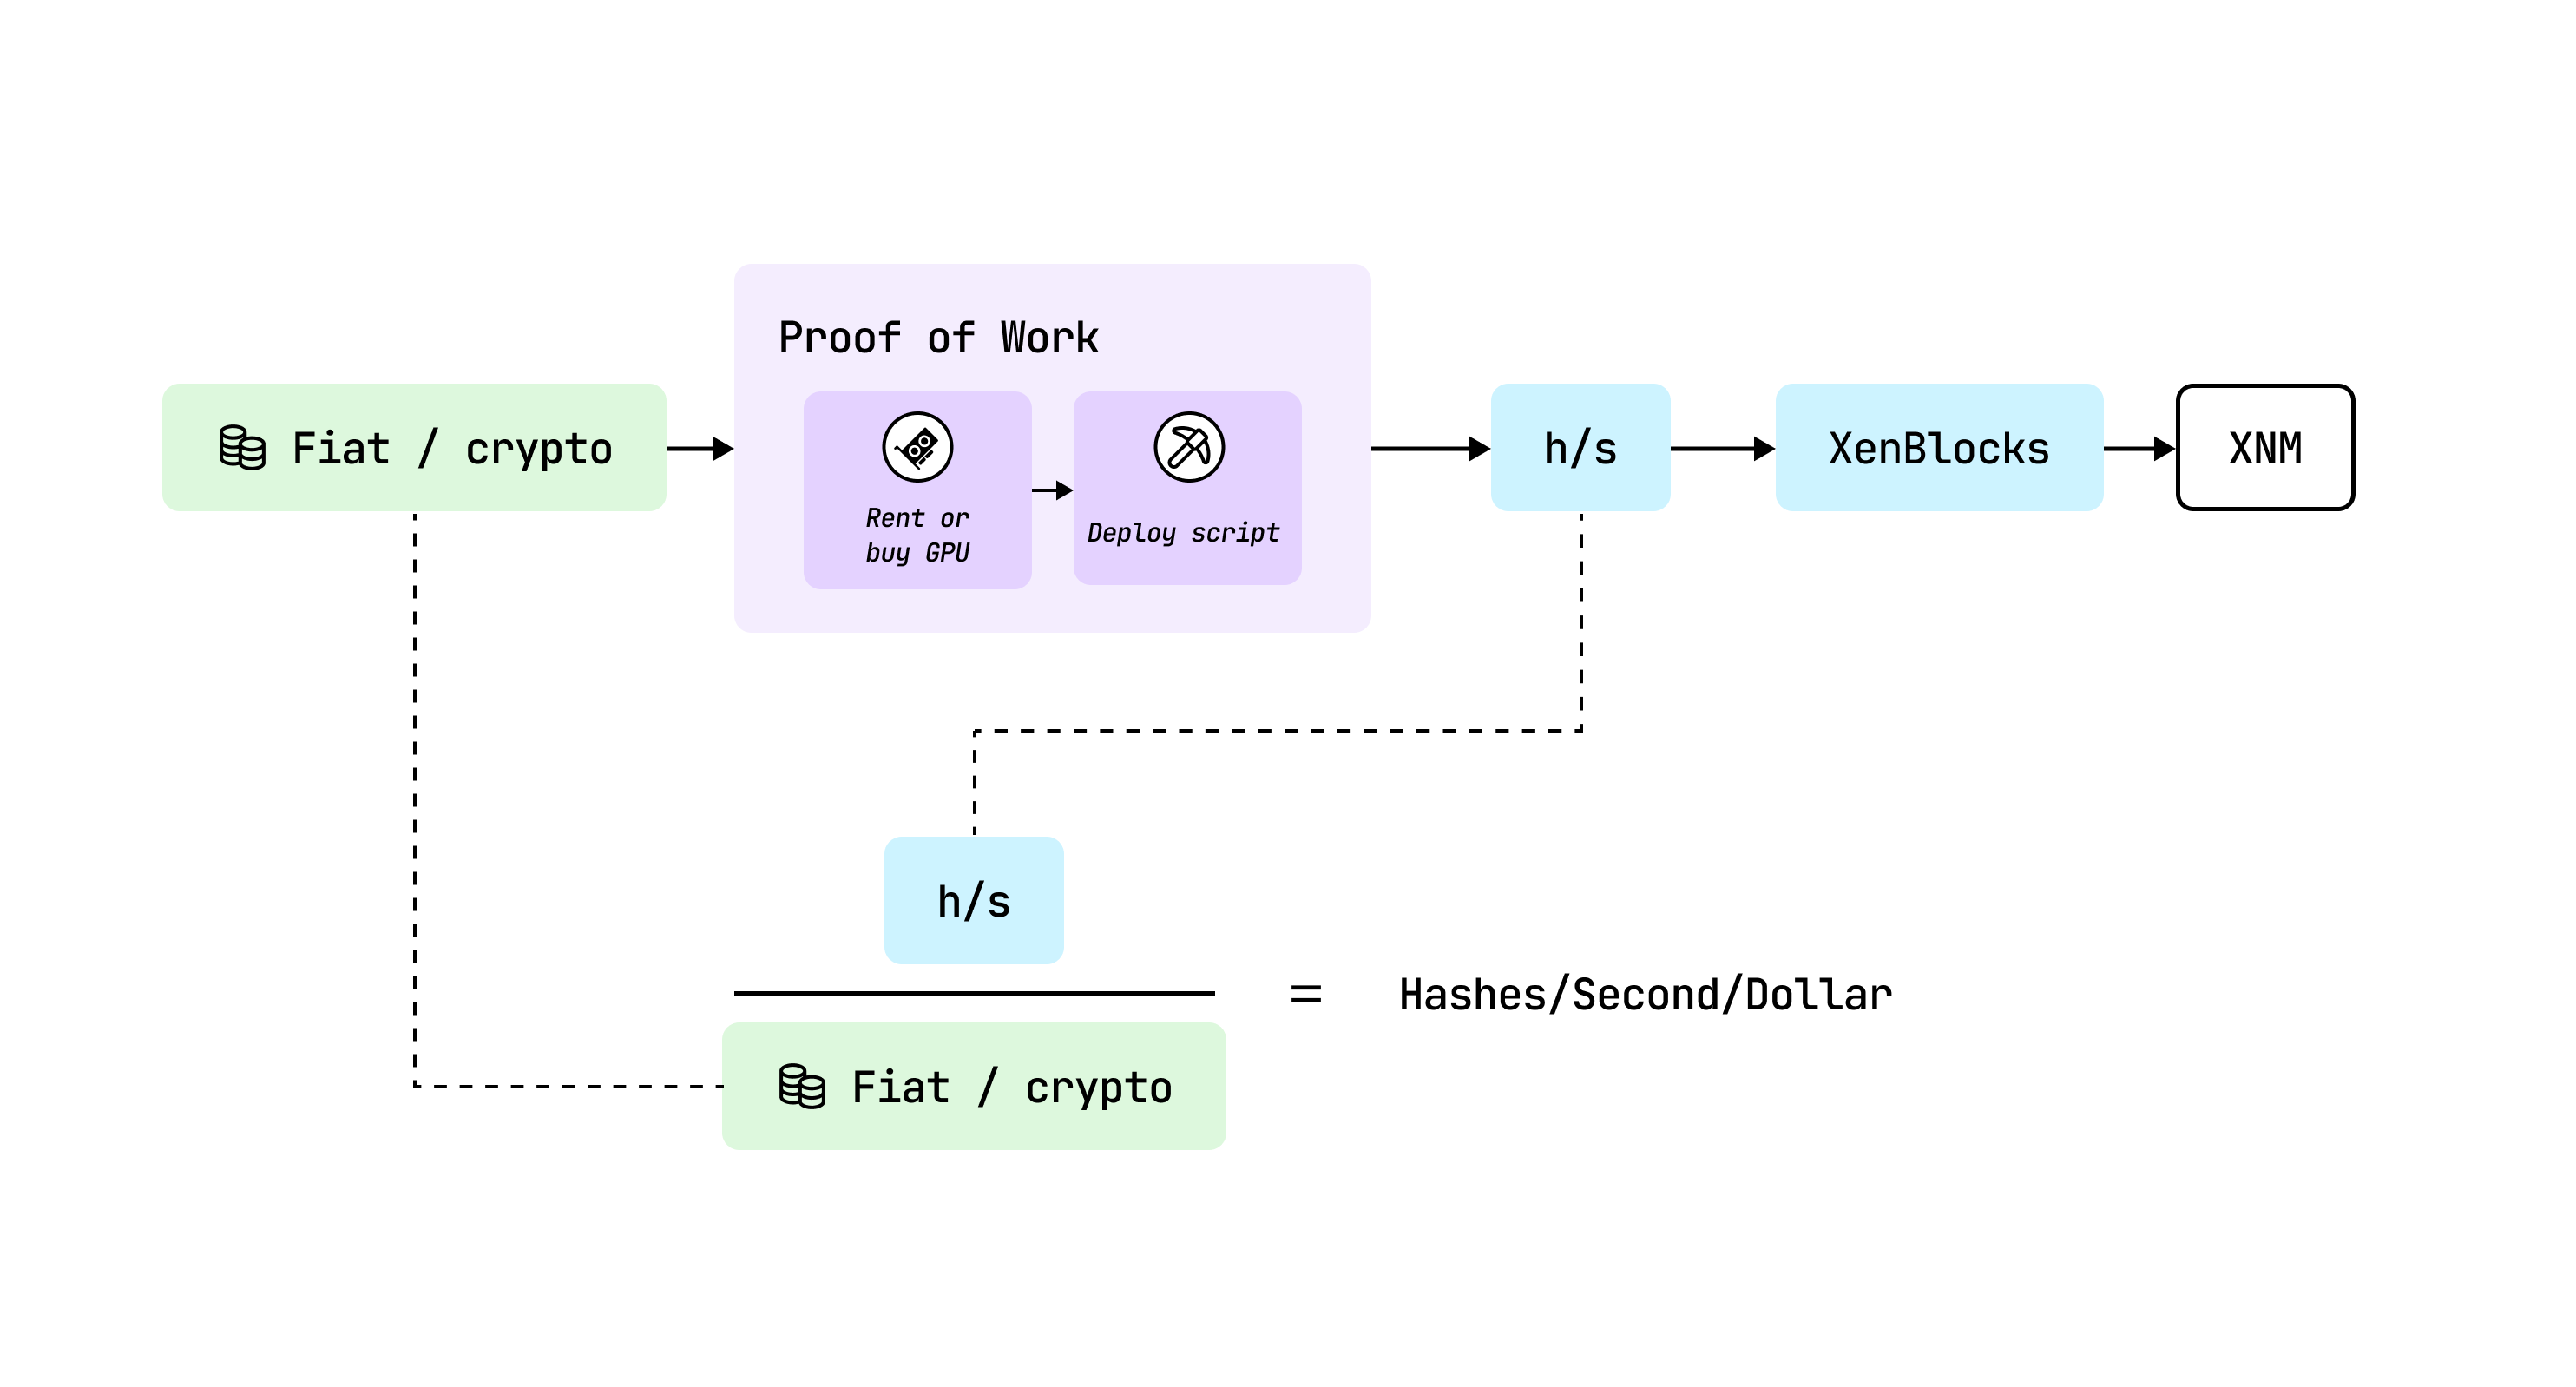 Proof of Work
Fiat / crypto
Rent or
buy GPU
Deploy script
h/s
XenBlocks
XNM
h/s
= Hashes/Second/Dollar
Fiat / crypto